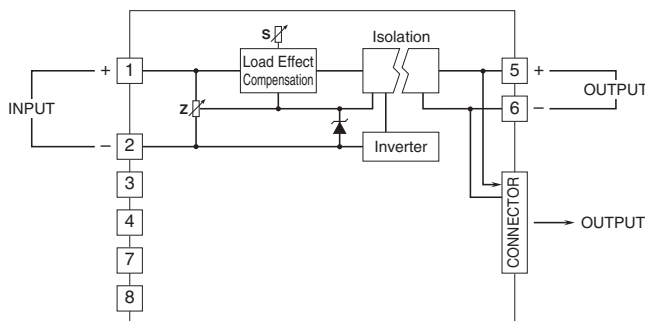 S
Isolation
+ 1
Load Effect
Compensation
5 +
INPUT
Z
OUTPUT
6 −
− 2
Inverter
3
CONNECTOR
4
OUTPUT
7
8